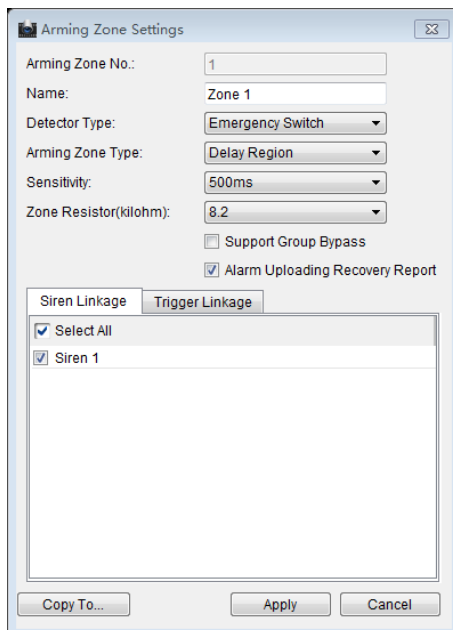 Arming Zone Settings
Arming Zone No.: 1
Name: Zone 1
Detector Type: Emergency Switch
Arming Zone Type: Delay Region
Sensitivity: 500ms
Zone Resistor(kilohm): 8.2
Support Group Bypass
Alarm Uploading Recovery Report
Siren Linkage Trigger Linkage
Select All
Siren 1
Copy To... Apply Cancel